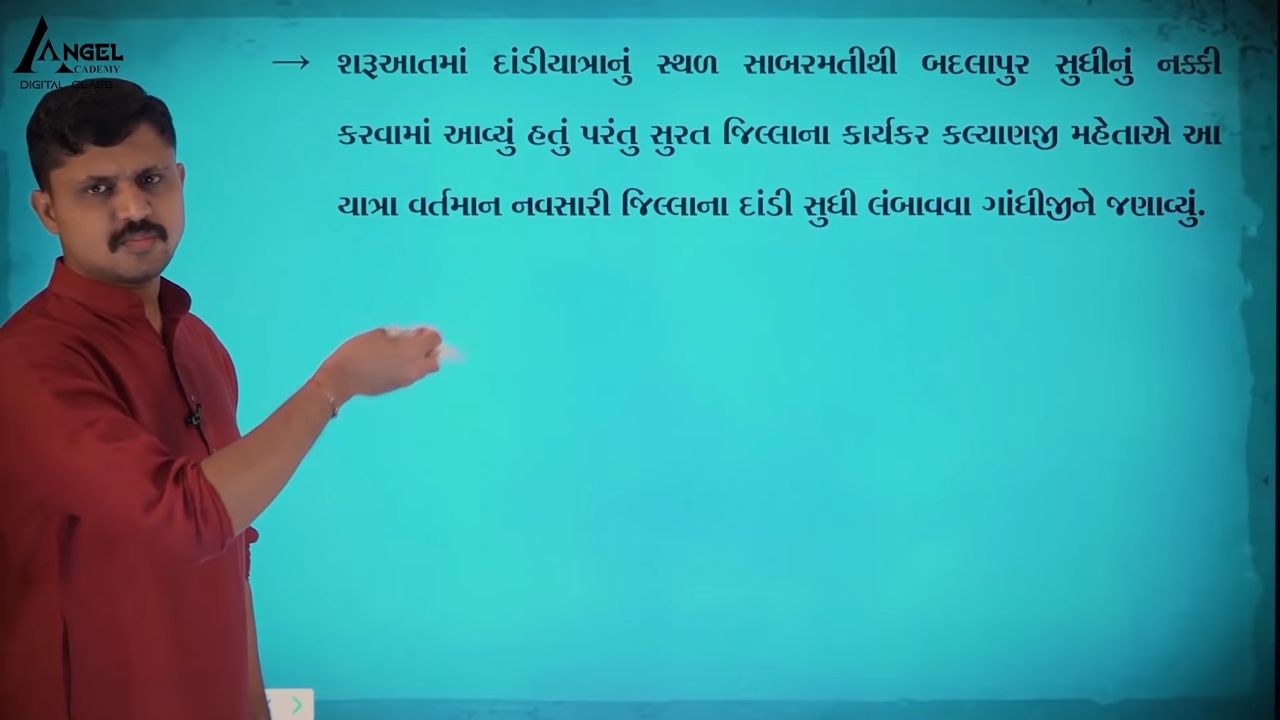 ANGEL
ACADEMY
DIGITAL CLASS
→ શરૂઆતમાં દાંડીયાત્રાનું સ્થળ સાબરમતીથી બદલાપુર સુધીનું નક્કી
કરવામાં આવ્યું હતું પરંતુ સુરત જિલ્લાના કાર્યકર કલ્યાણજી મહેતાએ આ
યાત્રા વર્તમાન નવસારી જિલ્લાના દાંડી સુધી લંબાવવા ગાંધીજીને જણાવ્યું.